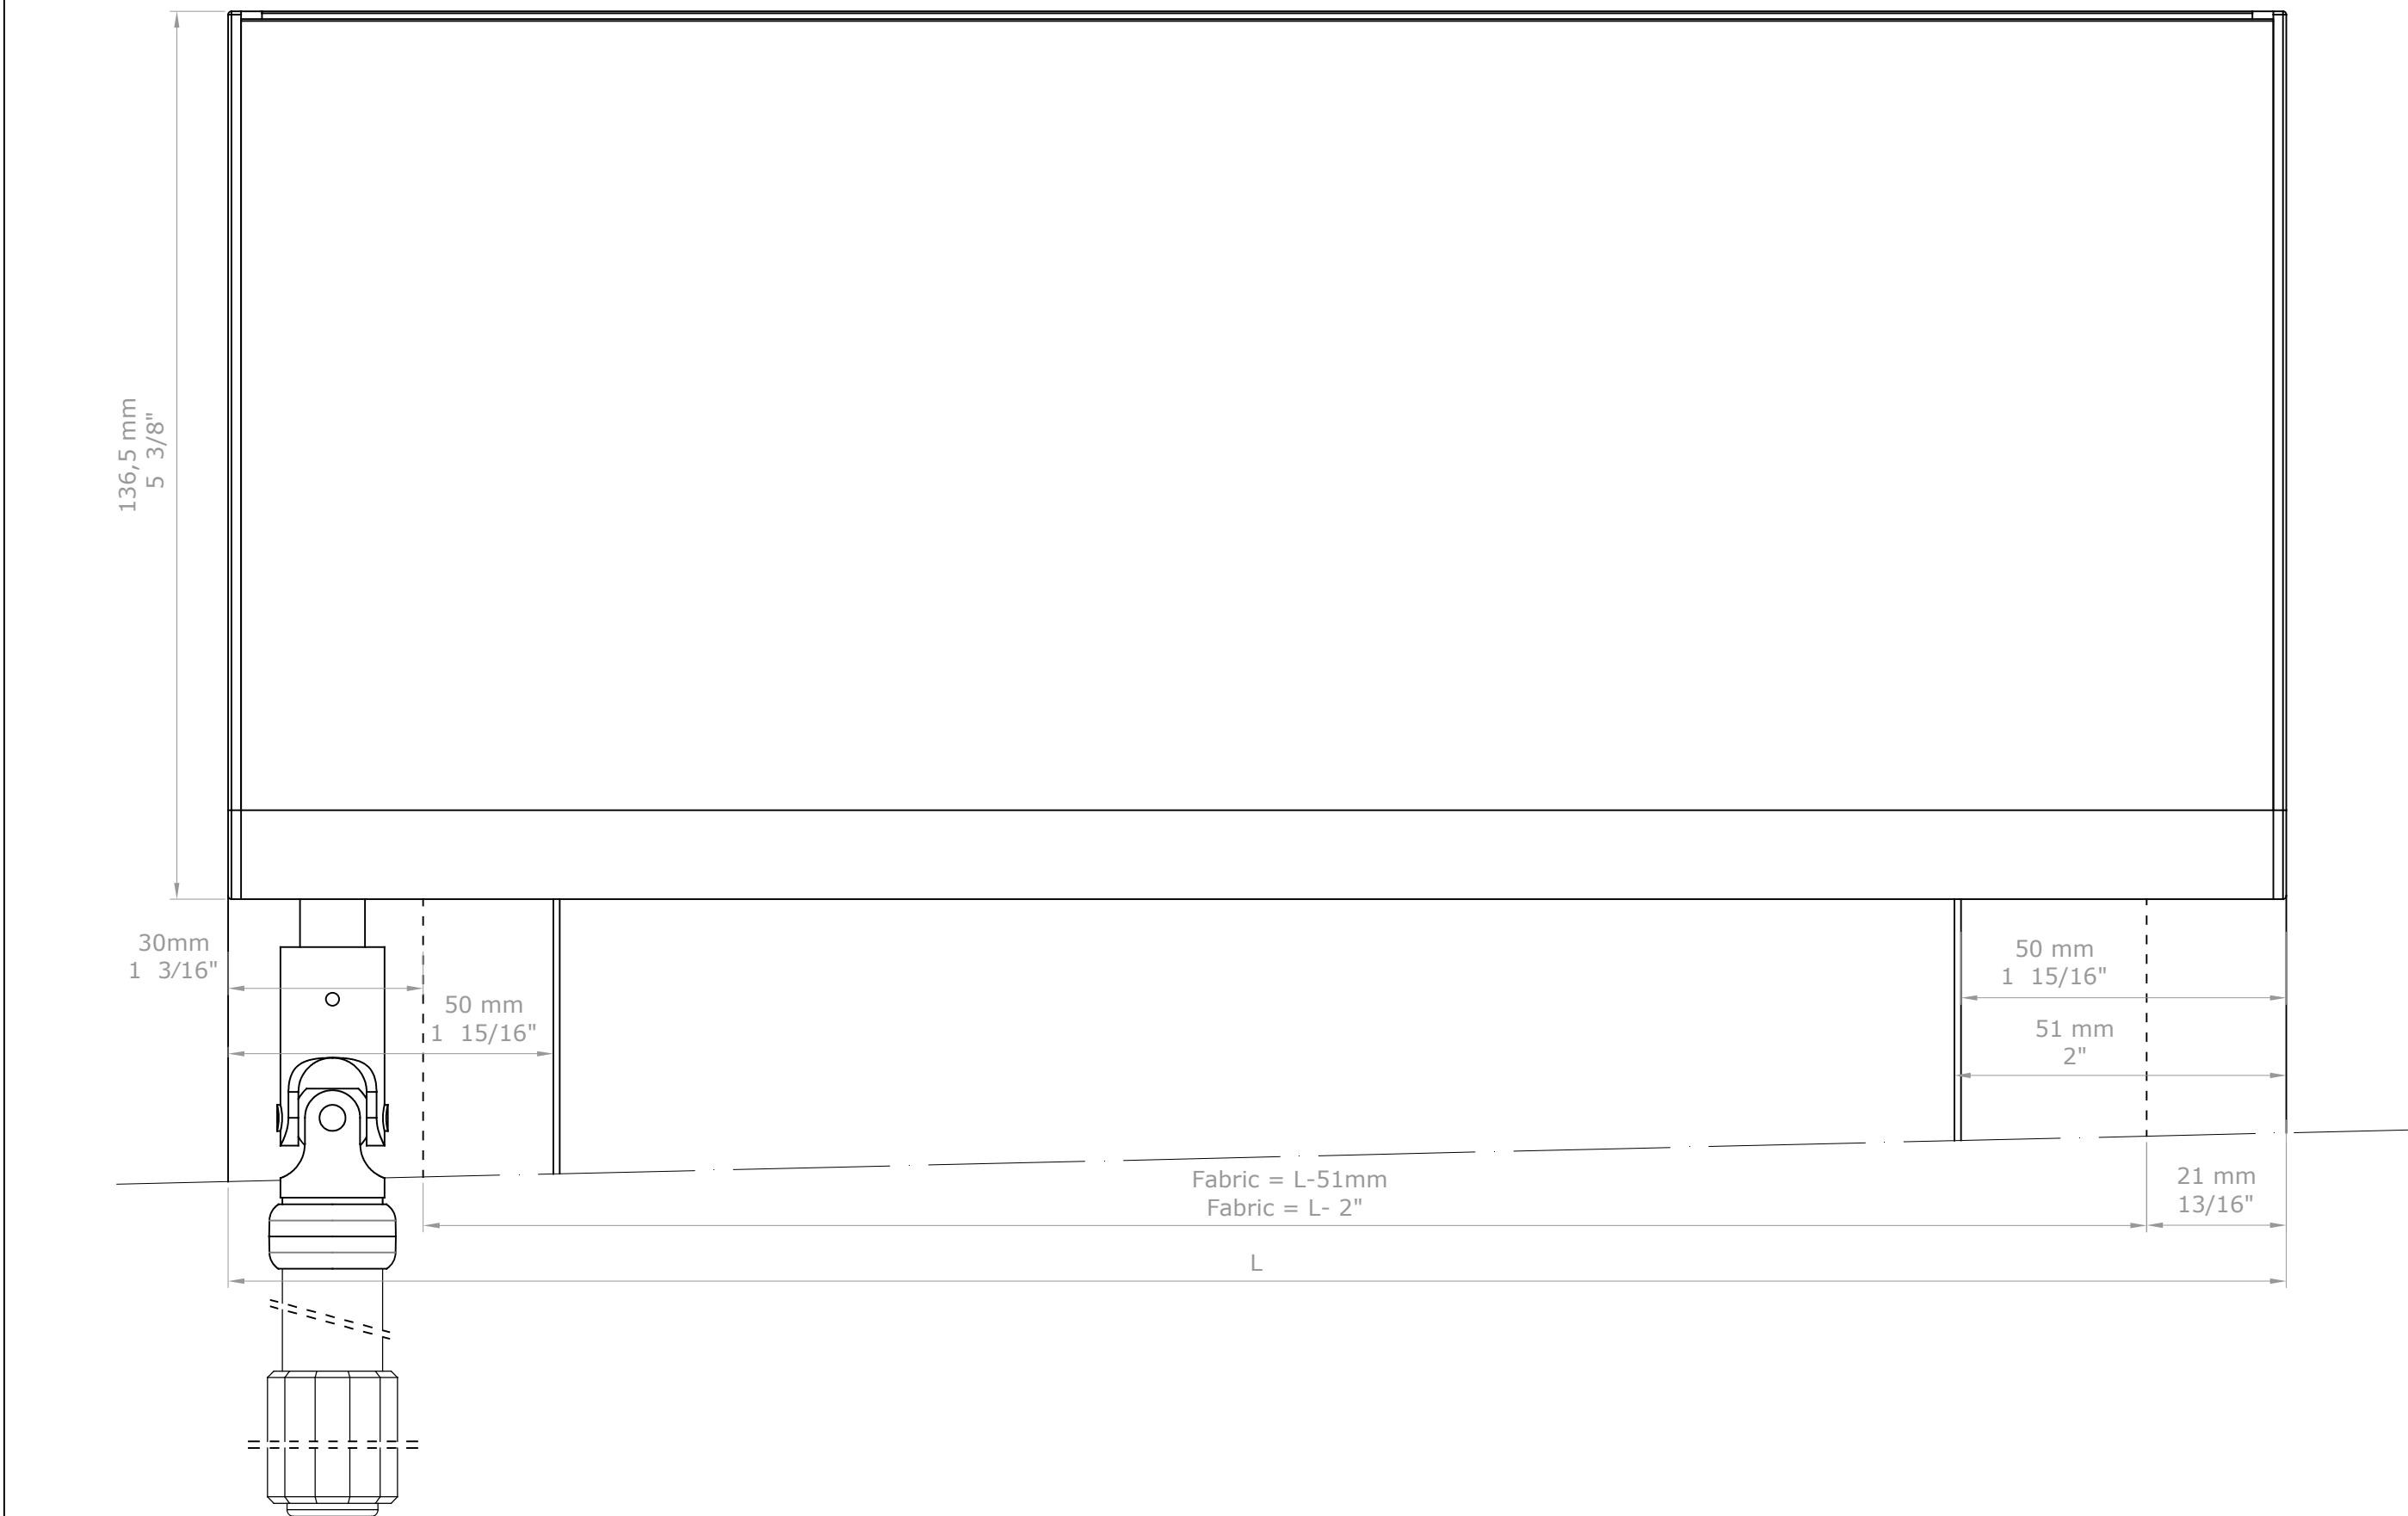 136,5 mm
5 3/8"
30mm
1 3/16"
50 mm
1 15/16"
50 mm
1 15/16"
51 mm
2"
Fabric = L-51mm
Fabric = L- 2"
21 mm
13/16"
L